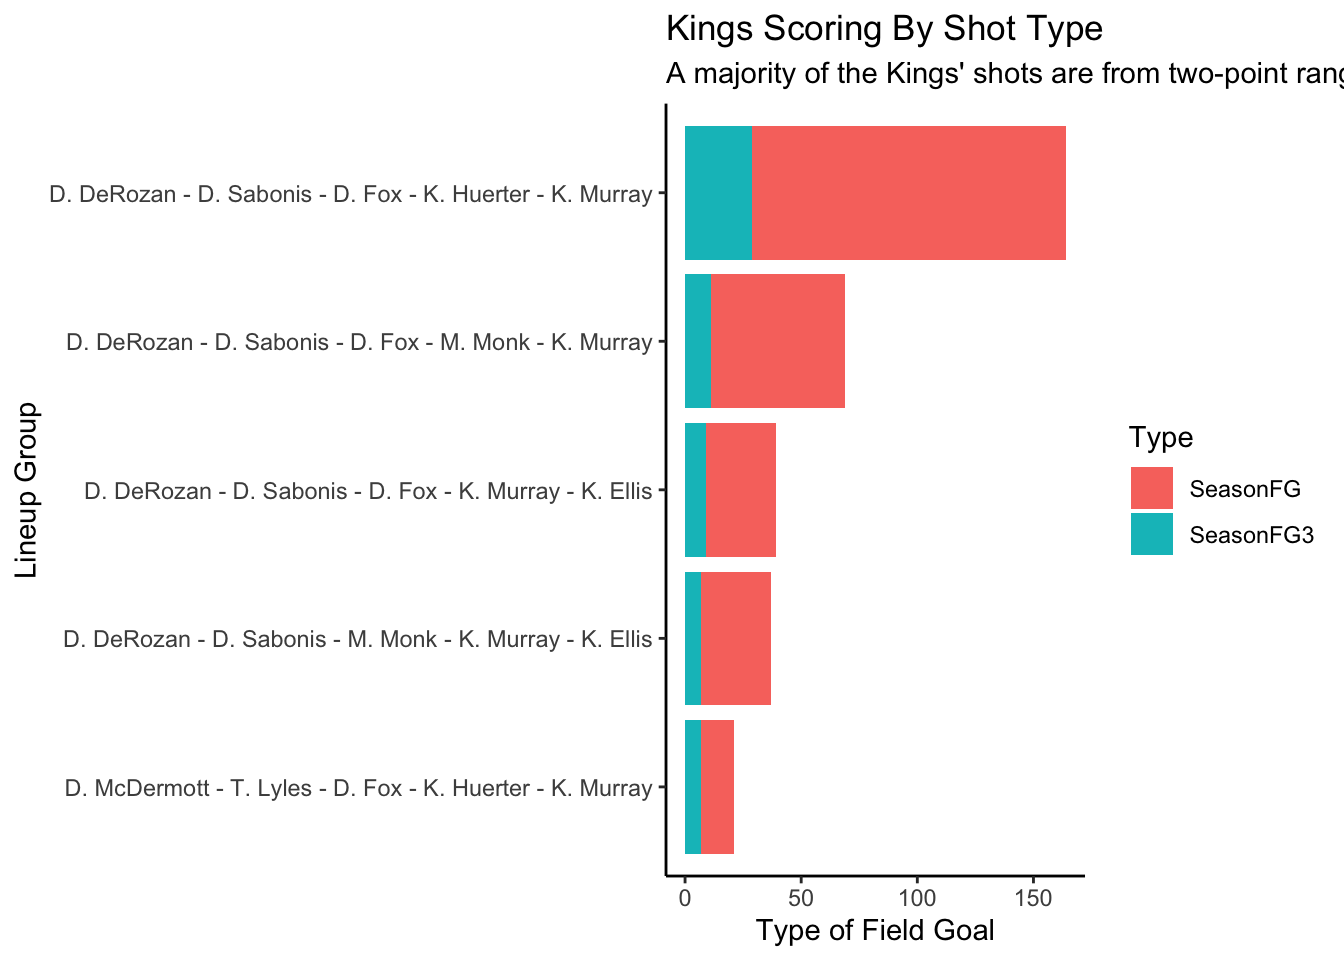 Kings Scoring By Shot Type
A majority of the Kings' shots are from two-point
D. DeRozan - D. Sabonis - D. Fox - K. Huerter - K. Murray
D. DeRozan - D. Sabonis - D. Fox - M. Monk - K. Murray
D. DeRozan - D. Sabonis - D. Fox - K. Murray - K. Ellis
D. DeRozan - D. Sabonis - M. Monk - K. Murray - K. Ellis
D. McDermott - T. Lyles - D. Fox - K. Huerter - K. Murray
Lineup Group
0 50 100 150
Type of Field Goal
Type
SeasonFG
SeasonFG3